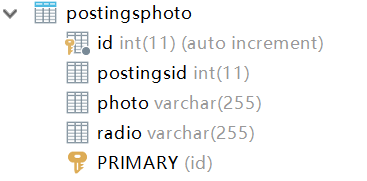 postingsphoto
id int(11) (auto increment)
postingsid int(11)
photo varchar(255)
radio varchar(255)
PRIMARY (id)